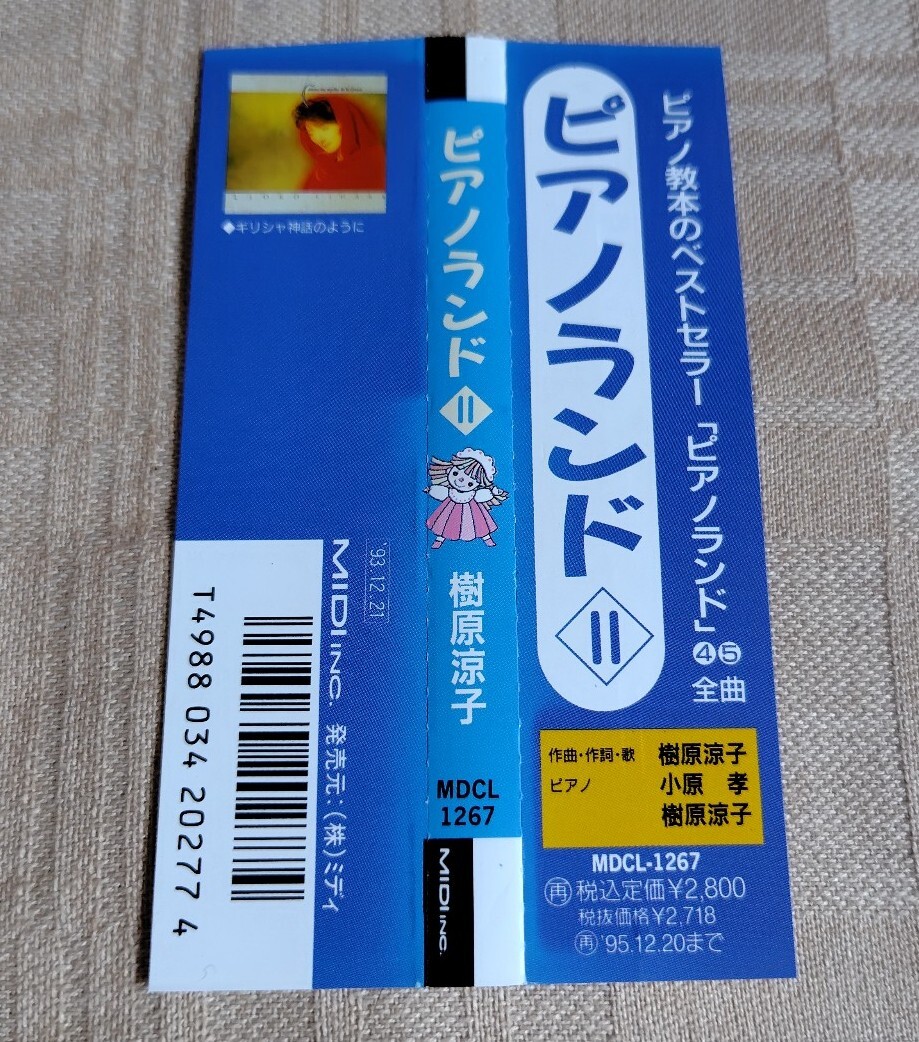 ピアノ教本のベストセラー「ピアノランド」④⑤全曲
ピアノランド II
作曲・作詞・歌 樹原涼子
ピアノ 小原 孝
樹原涼子
MDCL-1267
再 税込定価¥2,800
税抜価格¥2,718
再 '95.12.20まで
ピアノランド II
樹原涼子
MDCL
1267
MIDI INC.
◆ギリシャ神話のように
'93.12.21
MIDI INC. 発売元:(株)ミディ
T4988 034 20277 4